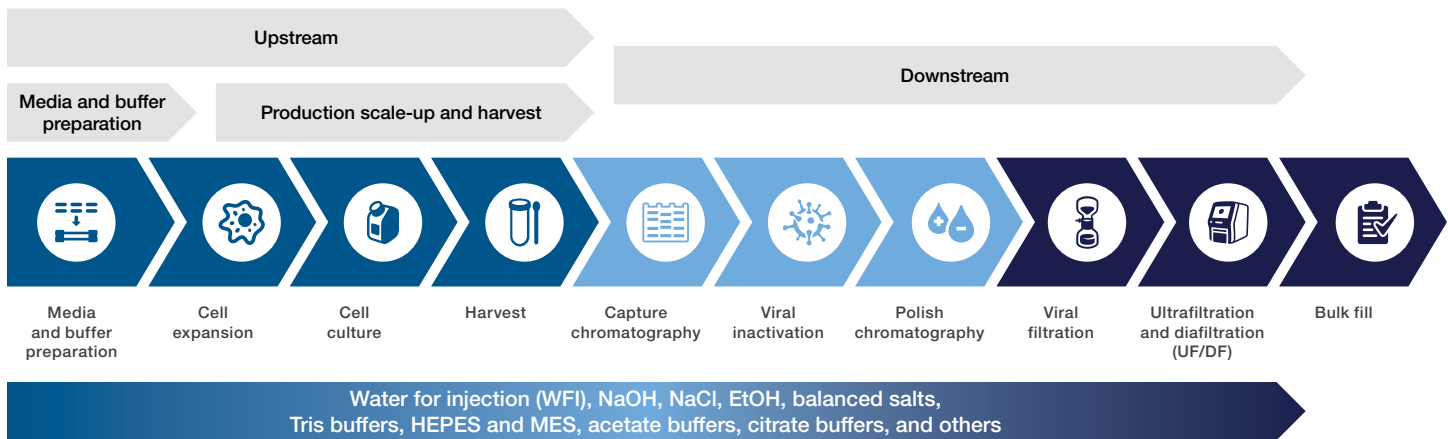 Upstream
Downstream
Media and buffer
preparation
Production scale-up and harvest
Media
and buffer
preparation
Cell
expansion
Cell
culture
Harvest
Capture
chromatography
Viral
inactivation
Polish
chromatography
Viral
filtration
Ultrafiltration
and diafiltration
(UF/DF)
Bulk fill
Water for injection (WFI), NaOH, NaCl, EtOH, balanced salts,
Tris buffers, HEPES and MES, acetate buffers, citrate buffers, and others